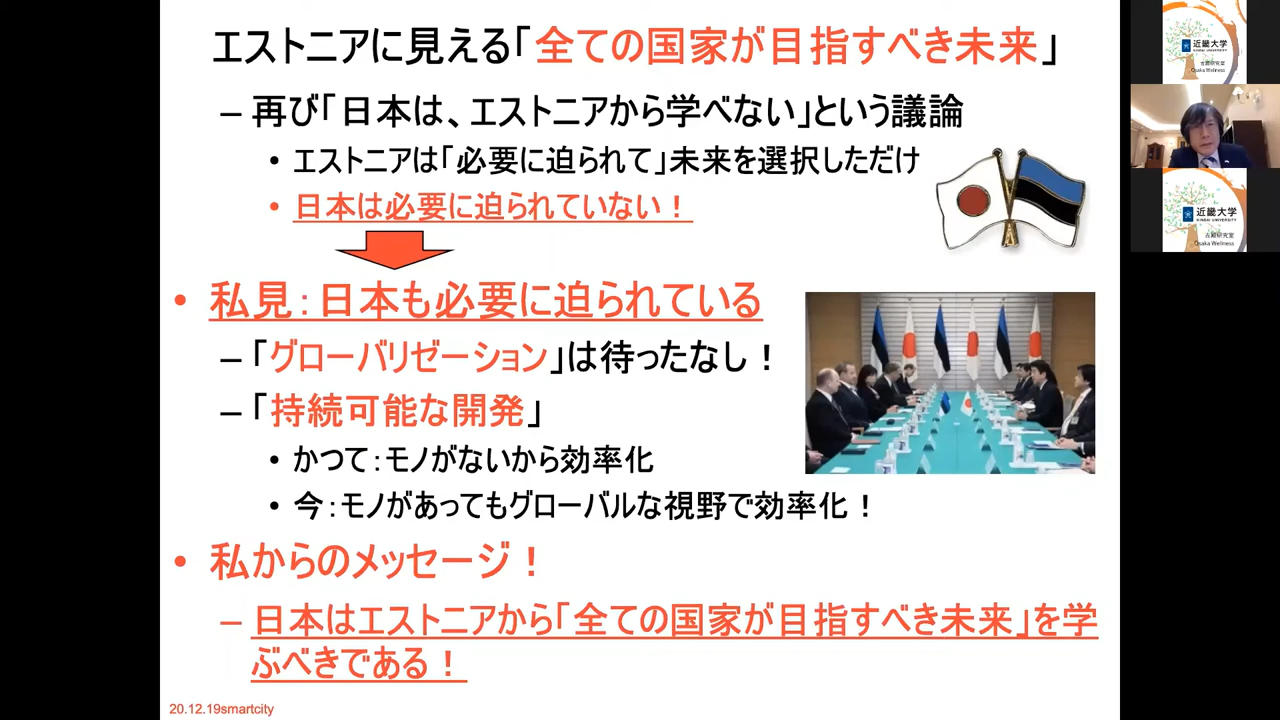 エストニアに見える「全ての国家が目指すべき未来」
– 再び「日本は、エストニアから学べない」という議論
• エストニアは「必要に迫られて」未来を選択しただけ
• 日本は必要に迫られていない！
• 私見：日本も必要に迫られている
– 「グローバリゼーション」は待ったなし！
– 「持続可能な開発」
• かつて：モノがないから効率化
• 今：モノがあってもグローバルな視野で効率化！
• 私からのメッセージ！
– 日本はエストニアから「全ての国家が目指すべき未来」を学
ぶべきである！
20.12.19smartcity
近畿大学
KINDAI UNIVERSITY
Osaka Wellness
近畿大学
KINDAI UNIVERSITY
Osaka Wellness